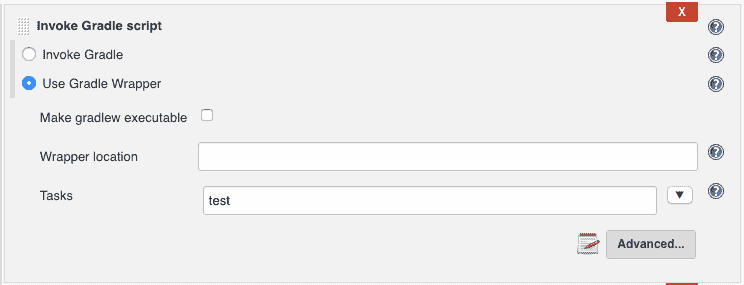 X
Invoke Gradle script
?
Invoke Gradle
?
Use Gradle Wrapper
?
Make gradlew executable
Wrapper location
?
Tasks
test
▼
?
Advanced...